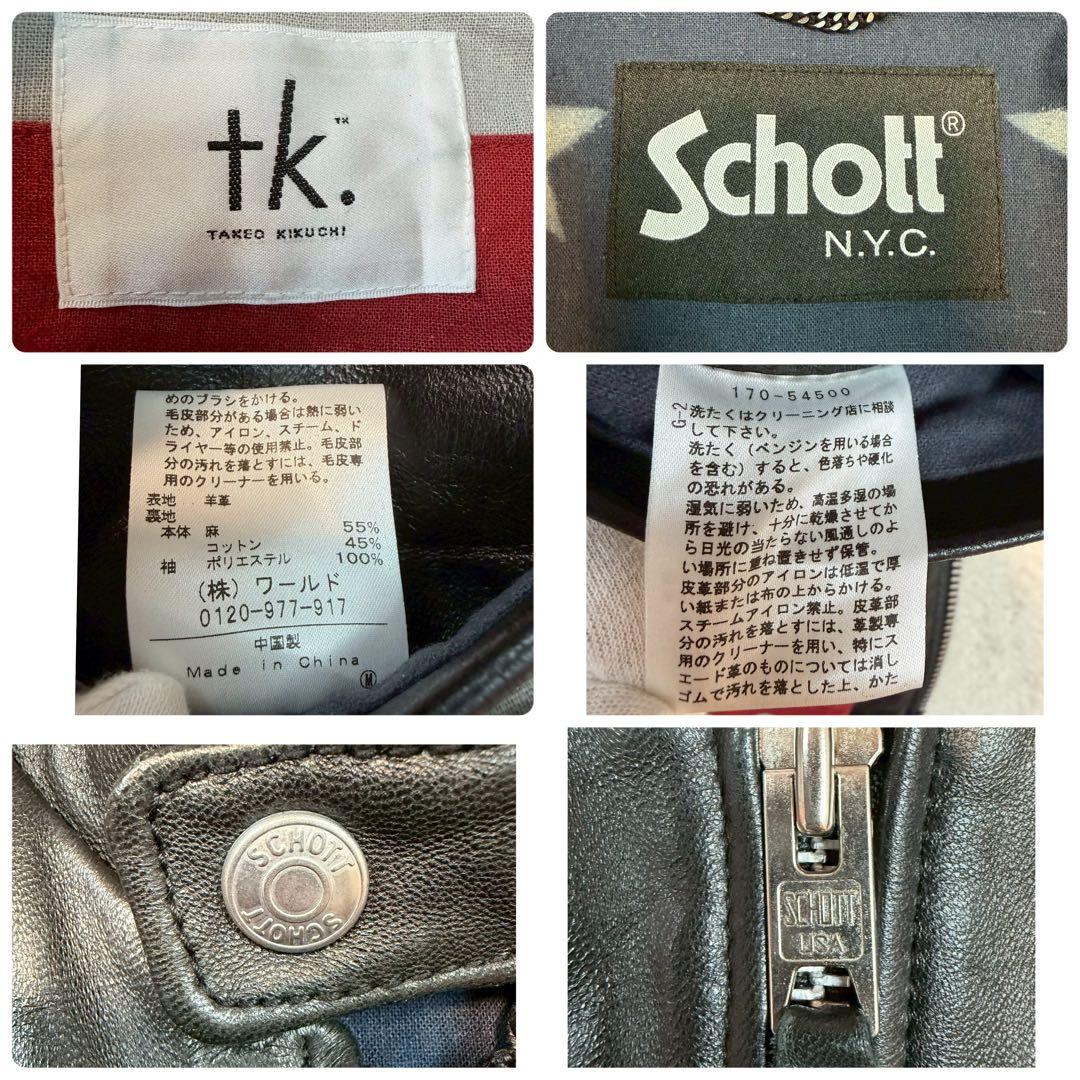 tk.™
TAKEO KIKUCHI
Schott®
N.Y.C.
めのブラシをかける。
毛皮部分がある場合は熱に弱い
ため、アイロン、スチーム、ド
ライヤー等の使用禁止。毛皮部
分の汚れを落とすには、毛皮専
用のクリーナーを用いる。
表地 羊革
裏地
本体 麻 55%
コットン 45%
袖 ポリエステル 100%
(株)ワールド
0120-977-917
中国製
Made in China
M
170-54500
G-2
洗たくはクリーニング店に相談
して下さい。
洗たく(ベンジンを用いる場合
を含む)すると、色落ちや硬化
の恐れがある。
湿気に弱いため、高温多湿の場
所を避け、十分に乾燥させてか
ら日光の当たらない風通しのよ
い場所に重ね置きせず保管。
皮革部分のアイロンは低温で厚
い紙または布の上からかける。
スチームアイロン禁止。皮革部
分の汚れを落とすには、革製専
用のクリーナーを用い、特にス
エード革のものについては消し
ゴムで汚れを落とした上、かた
SCHOTT
SCHOTT
SCHOTT
USA